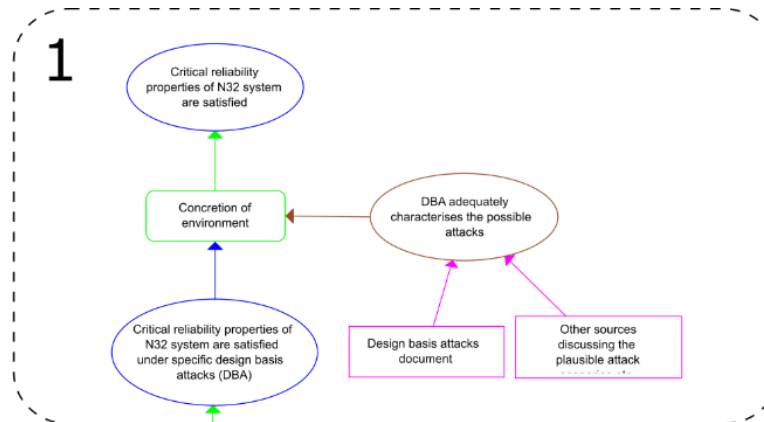 1
Critical reliability
properties of N32 system
are satisfied
Concretion of
environment
DBA adequately
characterises the possible
attacks
Critical reliability properties of
N32 system are satisfied
under specific design basis
attacks (DBA)
Design basis attacks
document
Other sources
discussing the
plausible attack